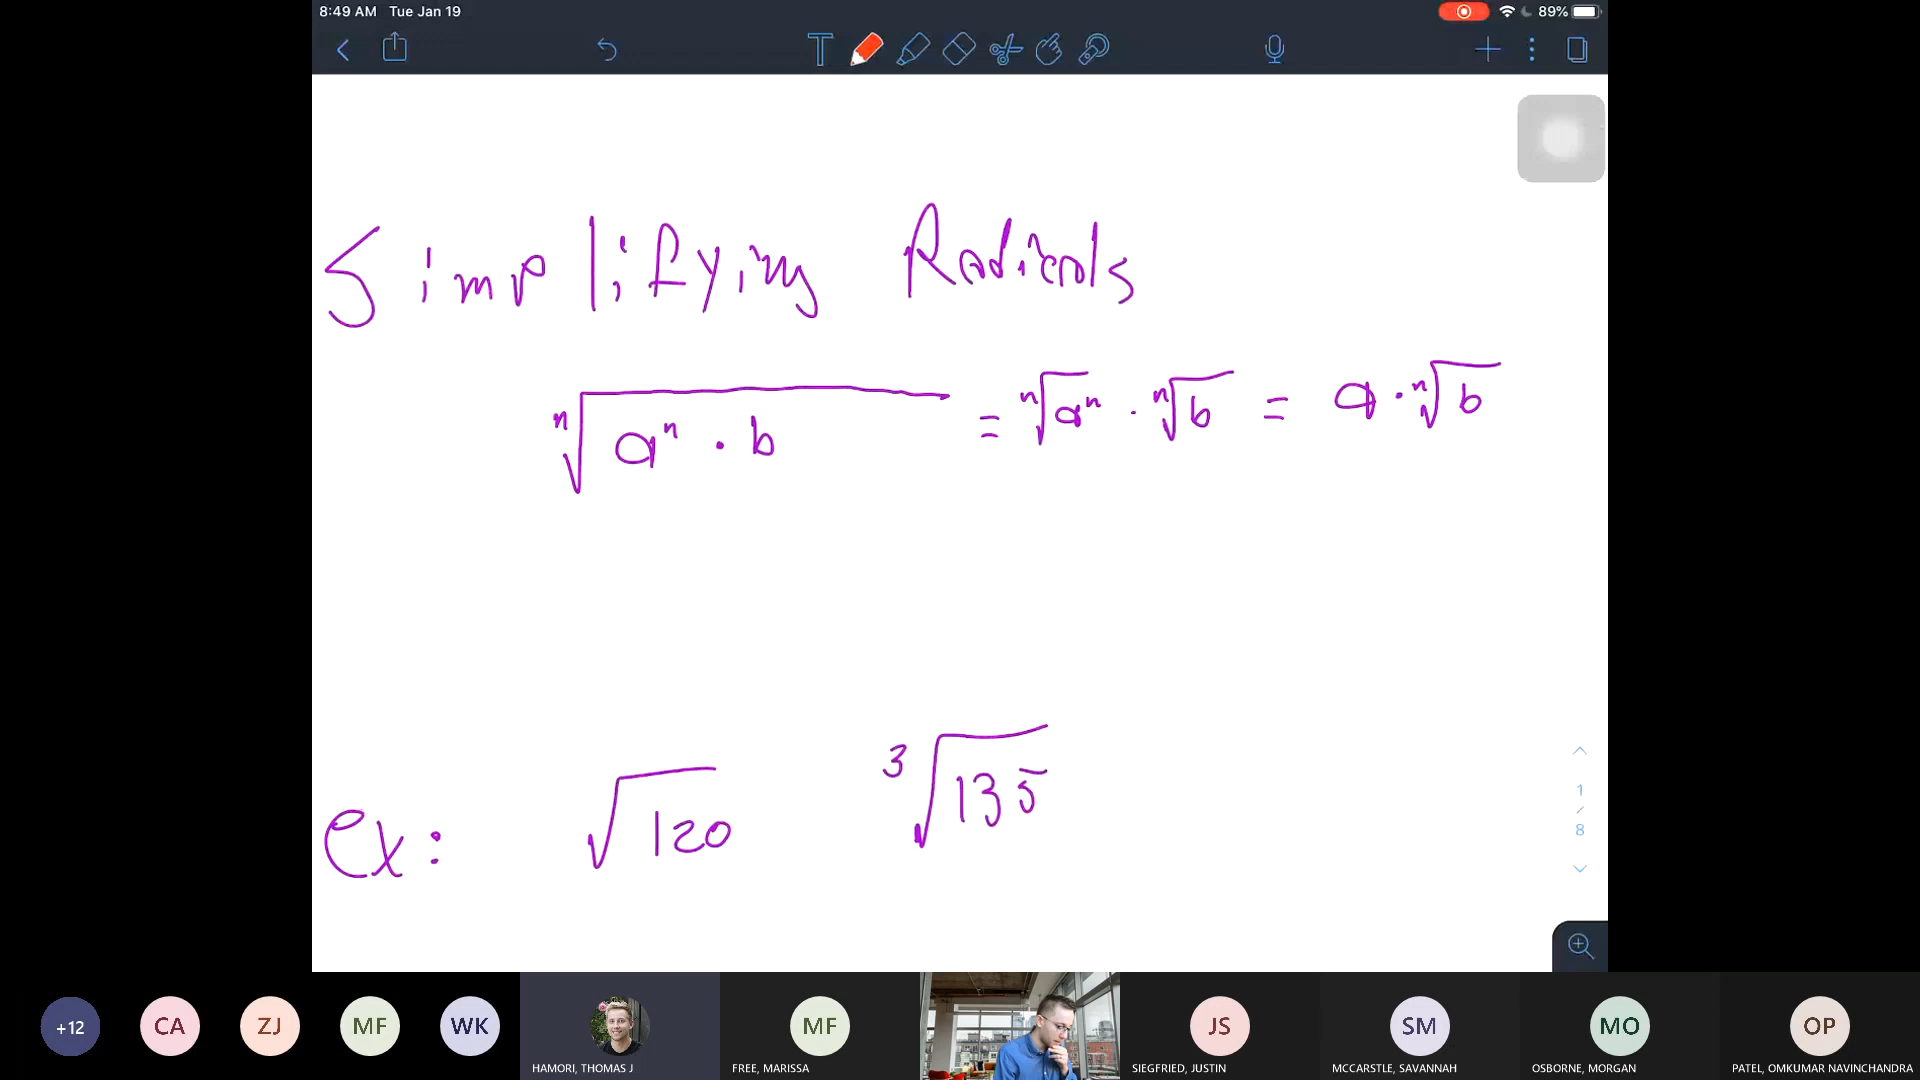 8:49 AM Tue Jan 19 89%
Simplifying Radicals
ⁿ√(aⁿ · b) = ⁿ√aⁿ · ⁿ√b = a · ⁿ√b
ex: √120 ³√135
1
/
8
+12 CA ZJ MF WK MF JS SM MO OP
HAMORI, THOMAS J FREE, MARISSA SIEGFRIED, JUSTIN MCCARSTLE, SAVANNAH OSBORNE, MORGAN PATEL, OMKUMAR NAVINCHANDRA